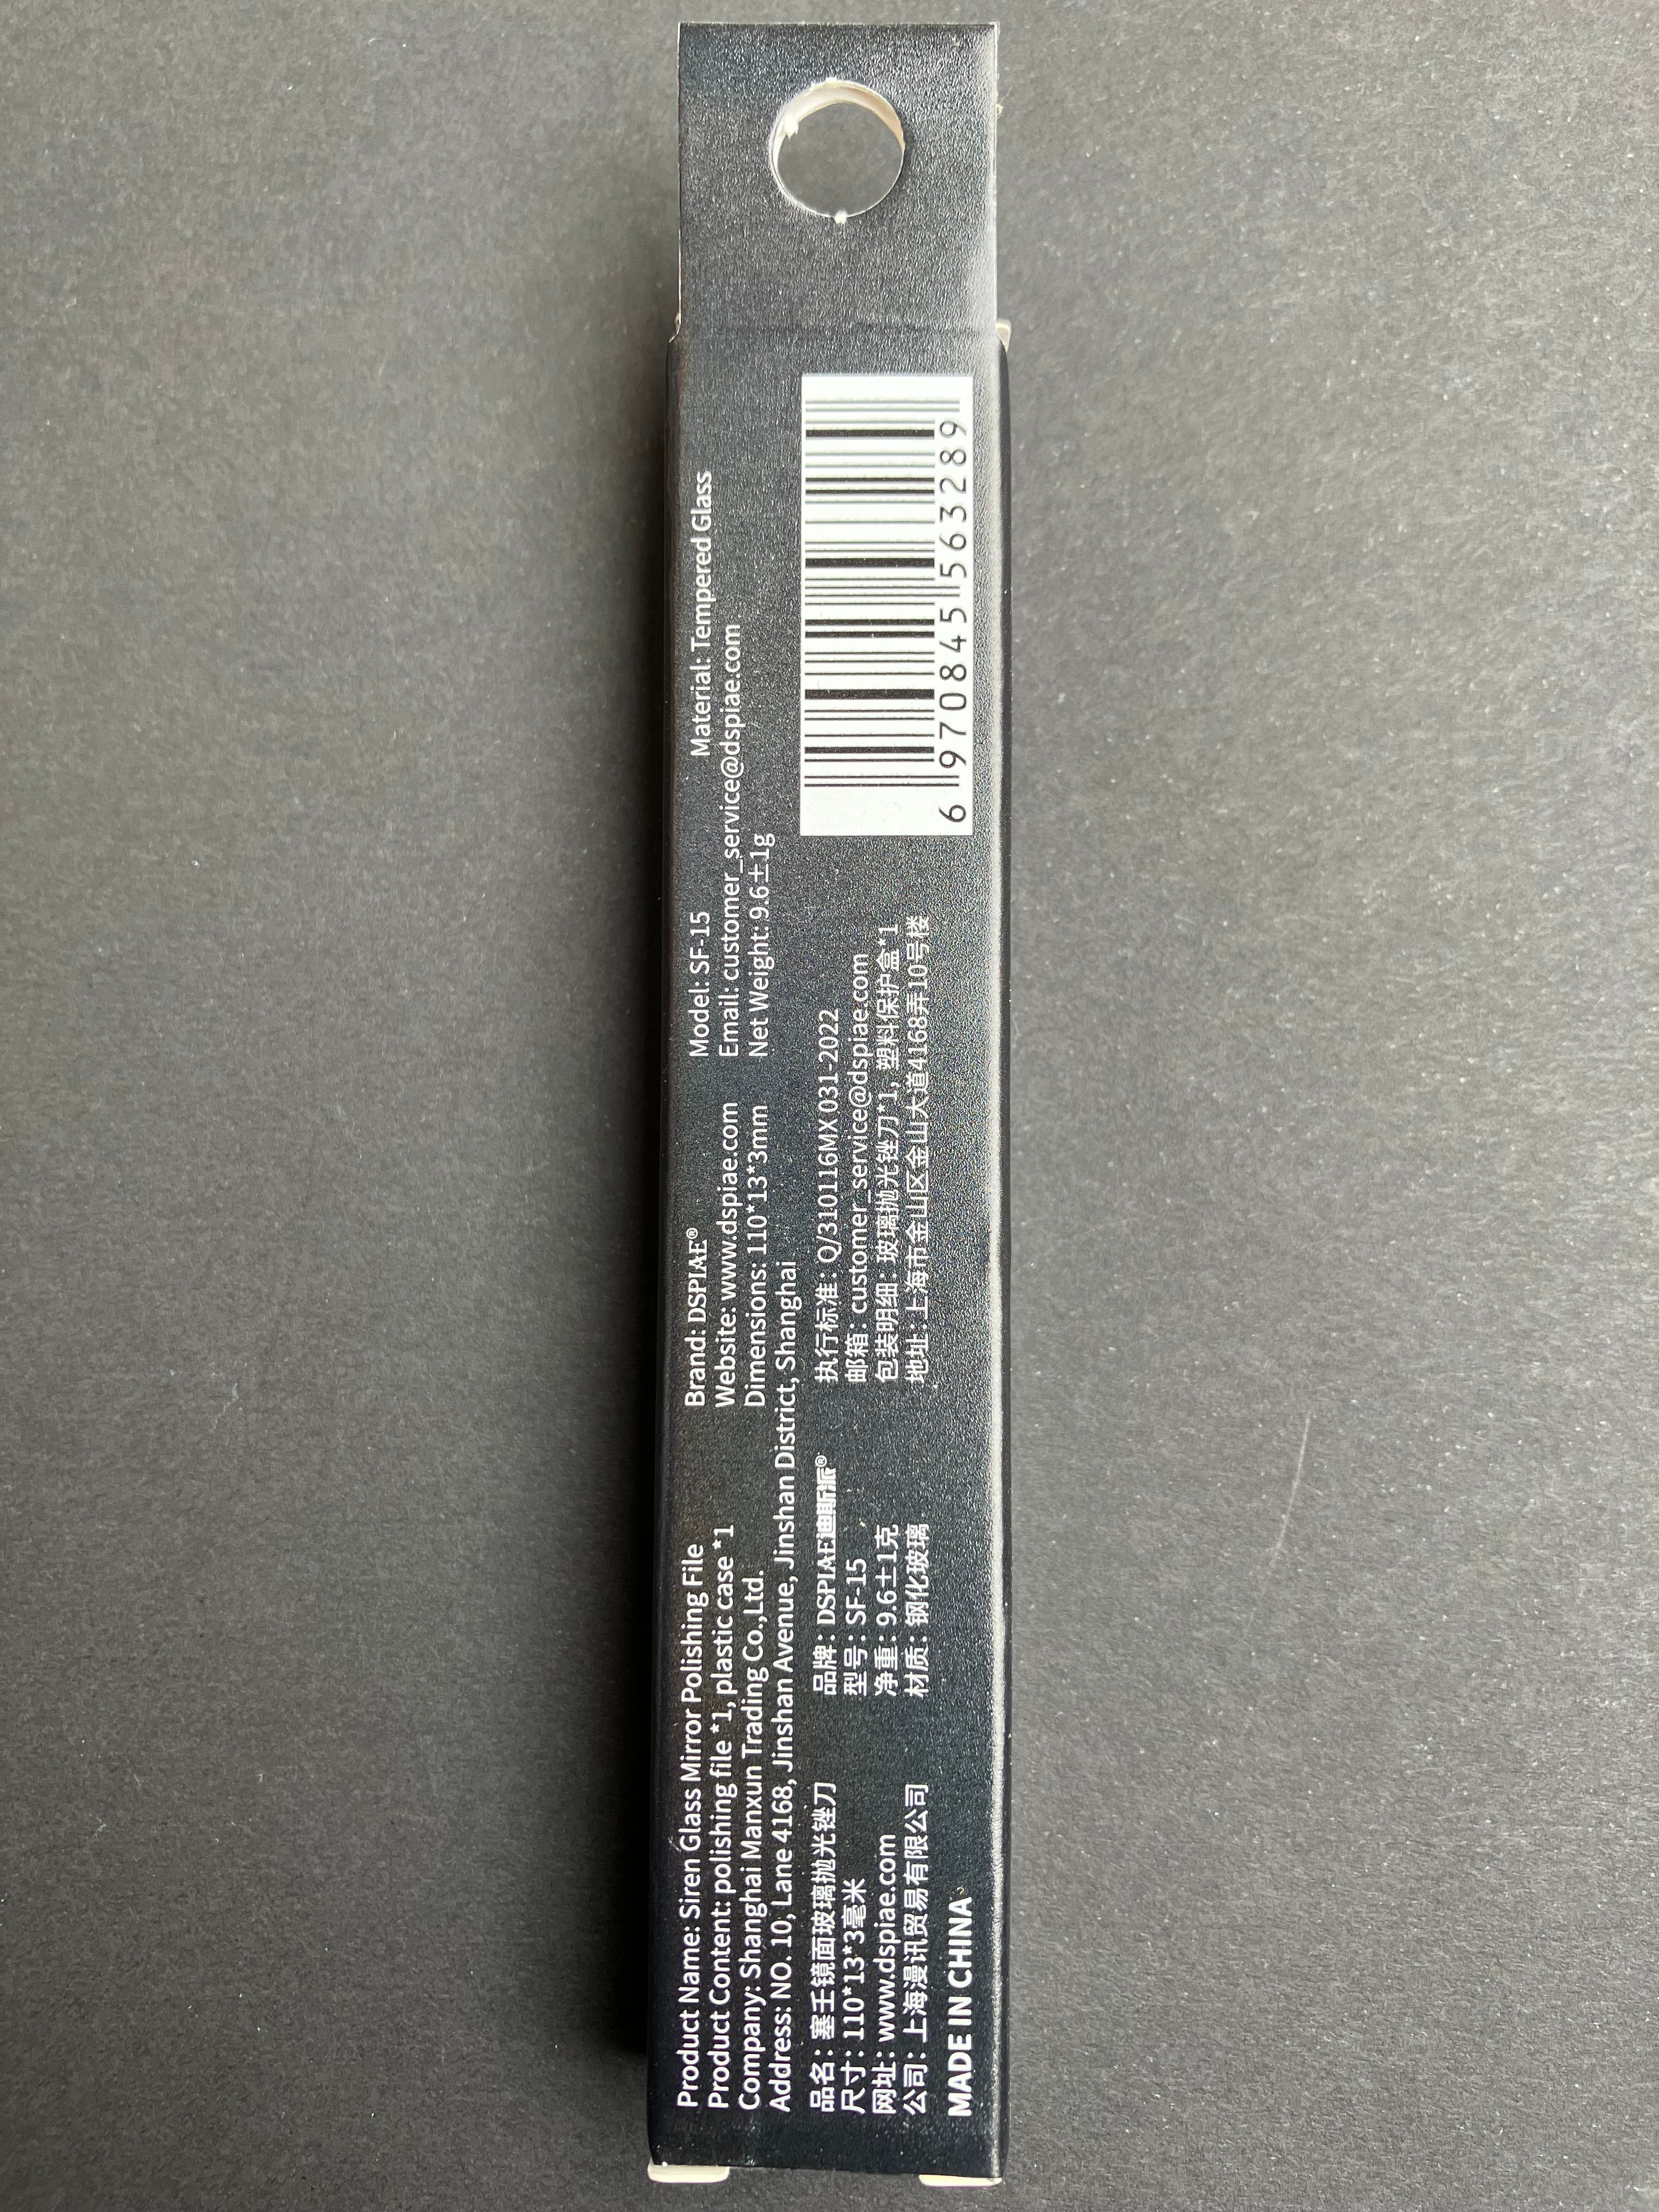 Product Name: Siren Glass Mirror Polishing File Brand: DSPIAE® Model: SF-15 Material: Tempered Glass
Product Content: polishing file *1, plastic case *1 Website: www.dspiae.com Email: customer_service@dspiae.com
Company: Shanghai Manxun Trading Co.,Ltd. Dimensions: 110*13*3mm Net Weight: 9.6±1g
Address: NO. 10, Lane 4168, Jinshan Avenue, Jinshan District, Shanghai
品名: 塞壬镜面玻璃抛光锉刀 品牌: DSPIAE迪斯派® 执行标准: Q/310116MX 031-2022
尺寸: 110*13*3毫米 型号: SF-15 邮箱: customer_service@dspiae.com
网址: www.dspiae.com 净重: 9.6±1克 包装明细: 玻璃抛光锉刀*1, 塑料保护盒*1
公司: 上海漫讯贸易有限公司 材质: 钢化玻璃 地址: 上海市金山区金山大道4168弄10号楼
MADE IN CHINA
6 970845 563289